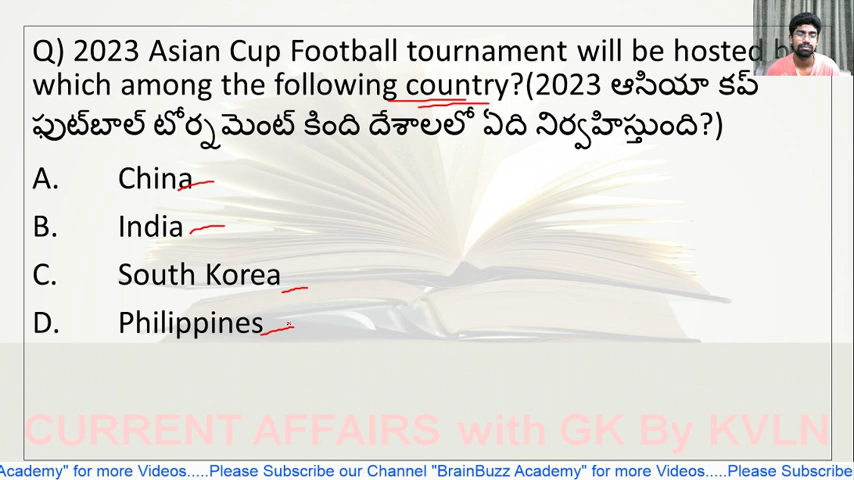 Q) 2023 Asian Cup Football tournament will be hosted
which among the following country?(2023 ఆసియా కప్
ఫుట్‌బాల్ టోర్నమెంట్ కింది దేశాలలో ఏది నిర్వహిస్తుంది?)
A. China
B. India
C. South Korea
D. Philippines
CURRENT AFFAIRS with GK By KVLN
Academy" for more Videos.....Please Subscribe our Channel "BrainBuzz Academy" for more Videos.....Please Subscribe